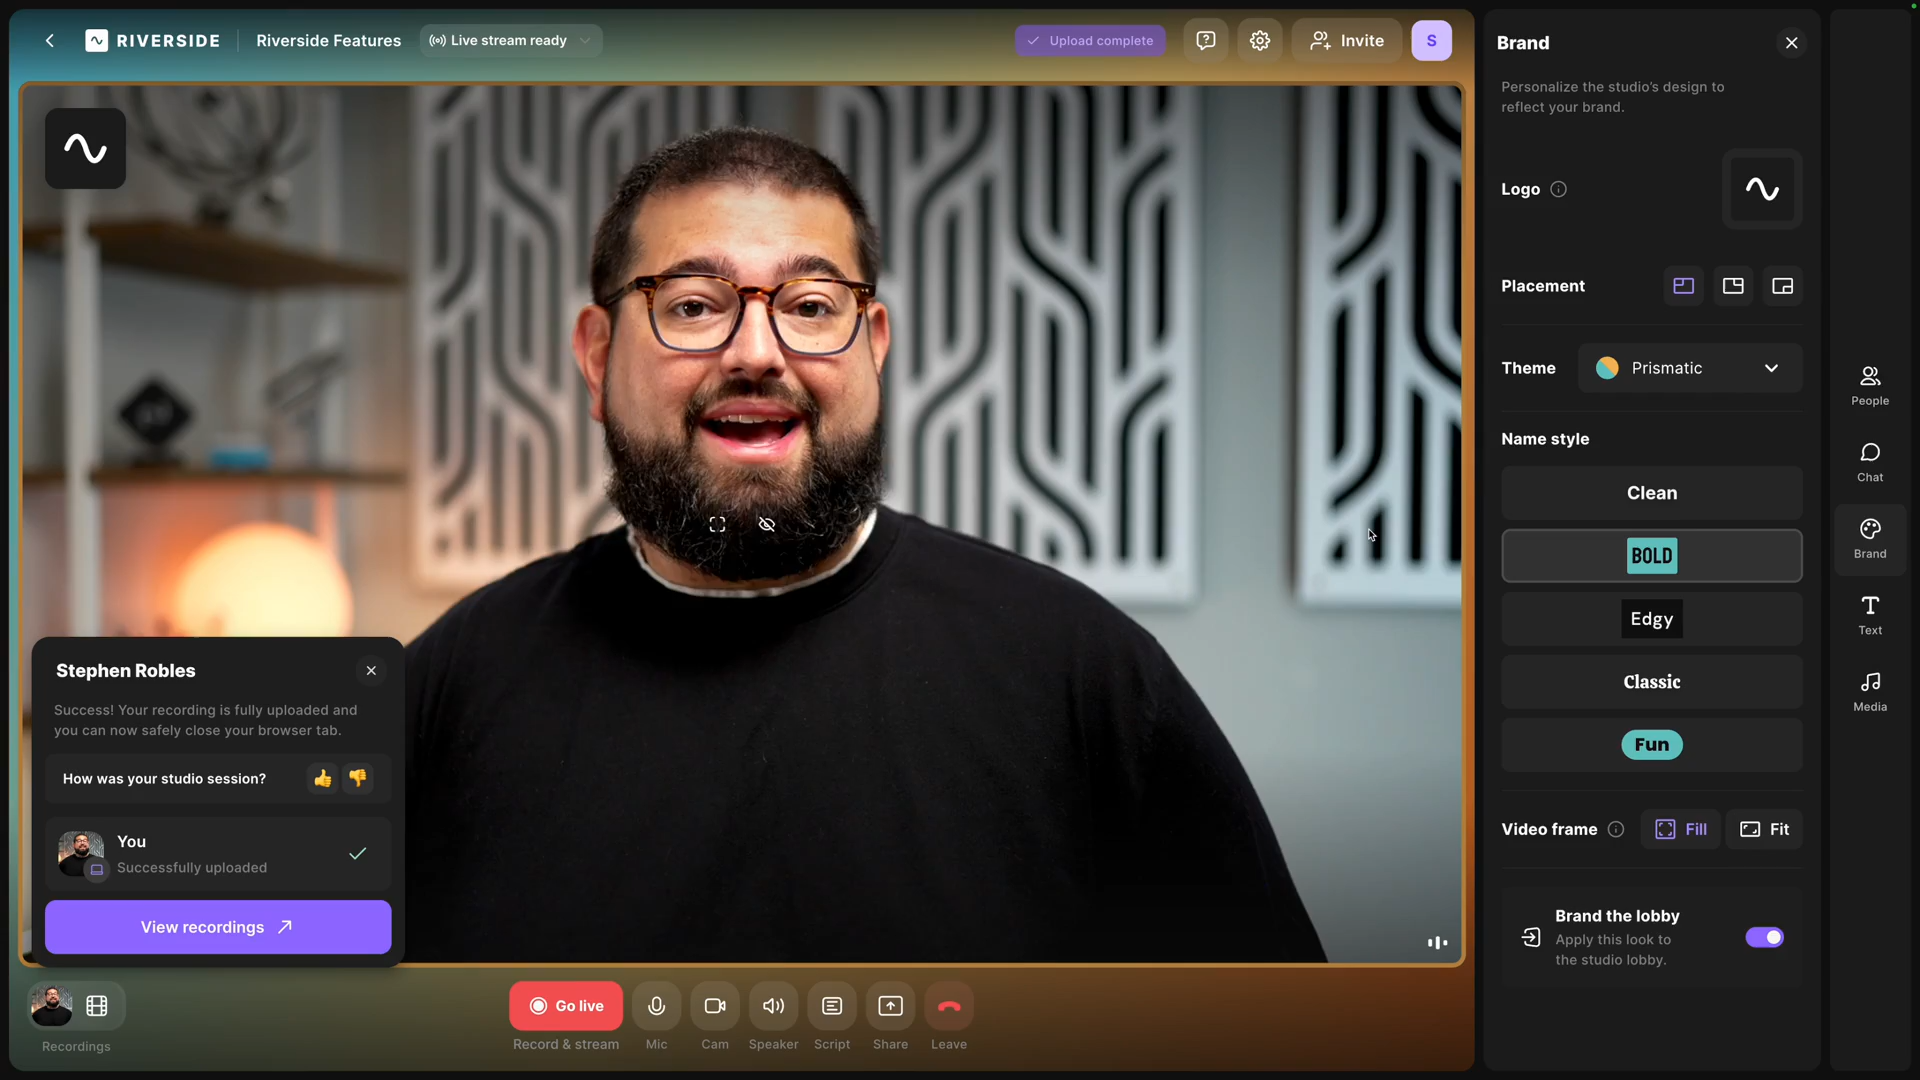 RIVERSIDE
Riverside Features
Live stream ready
Upload complete
Invite
S
Brand
Personalize the studio's design to
reflect your brand.
Logo
Placement
Theme
Prismatic
Name style
Clean
BOLD
Edgy
Classic
Fun
Video frame
Fill
Fit
Brand the lobby
Apply this look to
the studio lobby.
People
Chat
Brand
Text
Media
Stephen Robles
Success! Your recording is fully uploaded and
you can now safely close your browser tab.
How was your studio session?
You
Successfully uploaded
View recordings
Recordings
Go live
Record & stream
Mic
Cam
Speaker
Script
Share
Leave